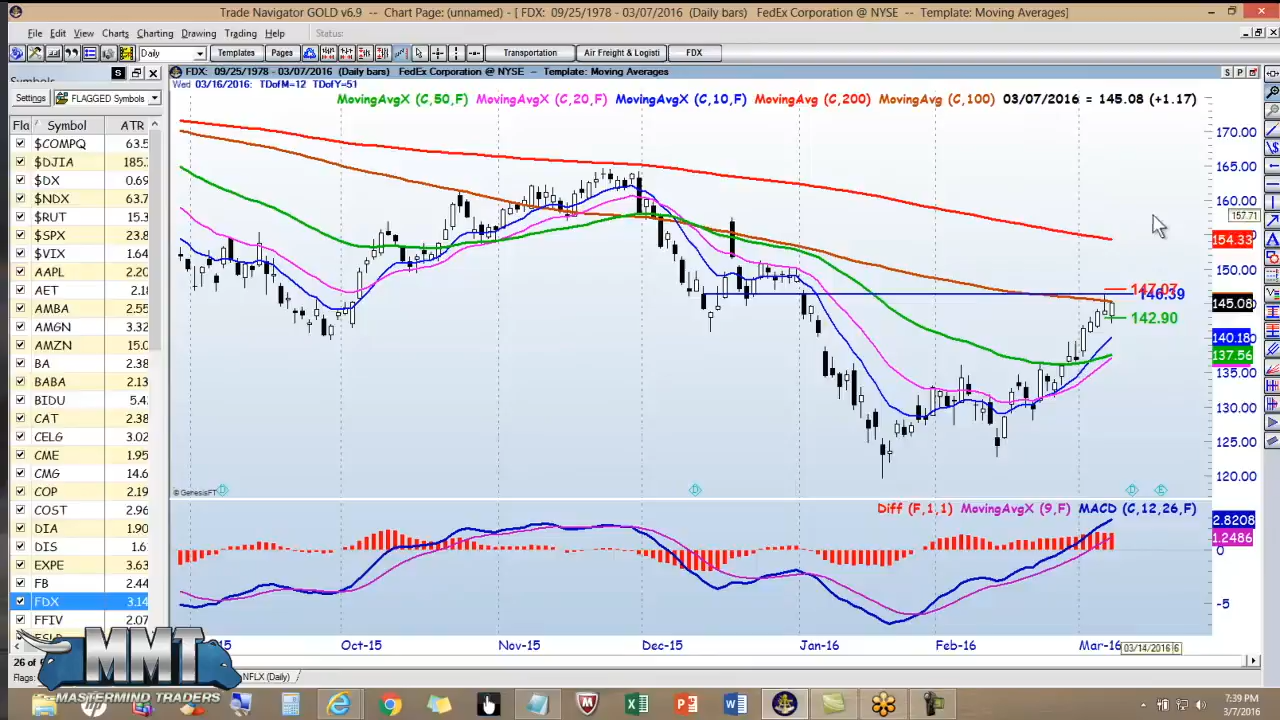 Trade Navigator GOLD v6.9 - Chart Page: (unnamed) - [ FDX: 09/25/1978 - 03/07/2016 (Daily bars) FedEx Corporation @ NYSE - Template: Moving Averages]
File Edit View Charts Charting Drawing Trading Help Status:
Daily Templates Pages Transportation Air Freight & Logisti FDX
Symbols S
FDX: 09/25/1978 - 03/07/2016 (Daily bars) FedEx Corporation @ NYSE - Template: Moving Averages S P
Wed 03/16/2016: TDofM=12 TDofY=51
Settings FLAGGED Symbols
MovingAvgX (C,50,F) MovingAvgX (C,20,F) MovingAvgX (C,10,F) MovingAvg (C,200) MovingAvg (C,100) 03/07/2016 = 145.08 (+1.17)
Fla Symbol ATR
$COMPQ 63.5
$DJIA 185.
$DX 0.69
$NDX 63.7
$RUT 15.3
$SPX 23.8
$VIX 1.64
AAPL 2.20
AET 2.18
AMBA 2.55
AMGN 3.32
AMZN 15.0
BA 2.38
BABA 2.13
BIDU 5.4
CAT 2.38
CELG 3.02
CME 1.95
CMG 14.6
COP 2.19
COST 2.96
DIA 1.90
DIS 1.6
EXPE 3.63
FB 2.44
FDX 3.14
FFIV 2.07
170.00
165.00
160.00
157.71
154.33
150.00
147.07
146.39
145.08
142.90
140.18
137.56
135.00
130.00
125.00
120.00
© GenesisFT D D D E
Diff (F,1,1) MovingAvgX (9,F) MACD (C,12,26,F)
2.8208
1.2486
0
-5
15 Oct-15 Nov-15 Dec-15 Jan-16 Feb-16 Mar-16 03/14/2016 6
26 of
Flags: NFLX (Daily)
MMT
MASTERMIND TRADERS
7:39 PM
3/7/2016